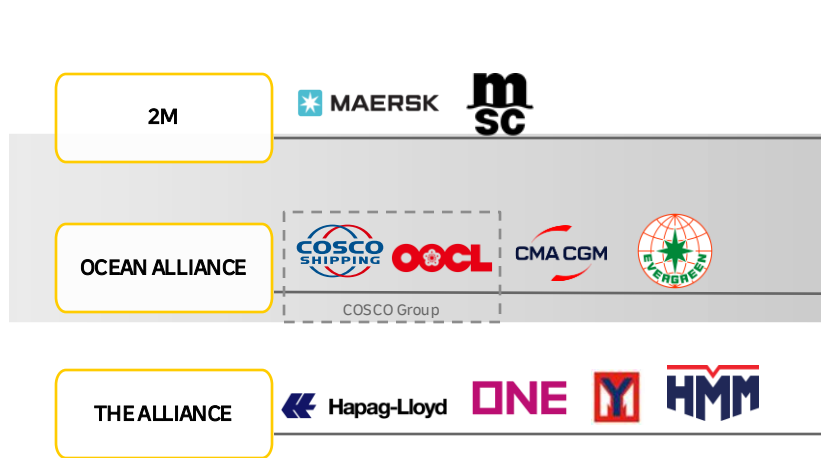 2M
MAERSK
msc
OCEAN ALLIANCE
COSCO
SHIPPING
OOCL
CMA CGM
EVERGREEN
COSCO Group
THE ALLIANCE
Hapag-Lloyd
ONE
YM
HMM